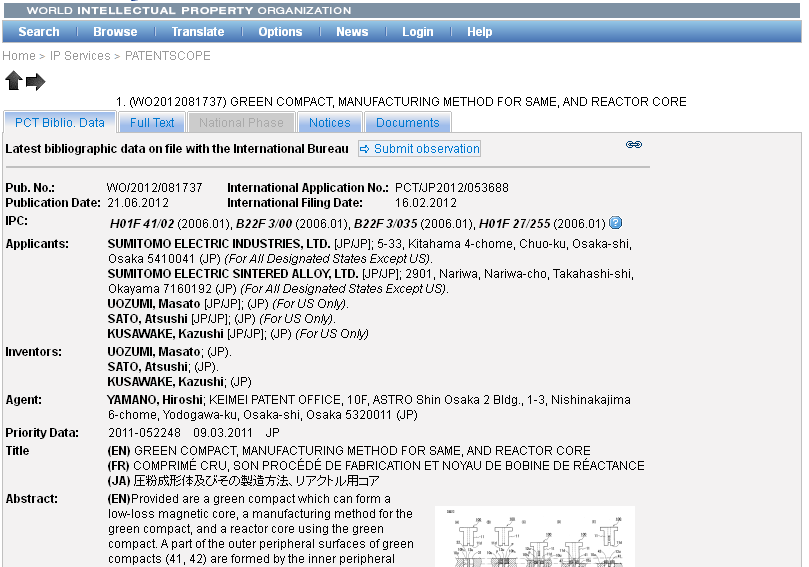 WORLD INTELLECTUAL PROPERTY ORGANIZATION
Search | Browse | Translate | Options | News | Login | Help
Home > IP Services > PATENTSCOPE
1. (WO2012081737) GREEN COMPACT, MANUFACTURING METHOD FOR SAME, AND REACTOR CORE
PCT Biblio. Data Full Text National Phase Notices Documents
Latest bibliographic data on file with the International Bureau Submit observation
Pub. No.: WO/2012/081737 International Application No.: PCT/JP2012/053688
Publication Date: 21.06.2012 International Filing Date: 16.02.2012
IPC: H01F 41/02 (2006.01), B22F 3/00 (2006.01), B22F 3/035 (2006.01), H01F 27/255 (2006.01)
Applicants: SUMITOMO ELECTRIC INDUSTRIES, LTD. [JP/JP]; 5-33, Kitahama 4-chome, Chuo-ku, Osaka-shi,
Osaka 5410041 (JP) (For All Designated States Except US).
SUMITOMO ELECTRIC SINTERED ALLOY, LTD. [JP/JP]; 2901, Nariwa, Nariwa-cho, Takahashi-shi,
Okayama 7160192 (JP) (For All Designated States Except US).
UOZUMI, Masato [JP/JP]; (JP) (For US Only).
SATO, Atsushi [JP/JP]; (JP) (For US Only).
KUSAWAKE, Kazushi [JP/JP]; (JP) (For US Only)
Inventors: UOZUMI, Masato; (JP).
SATO, Atsushi; (JP).
KUSAWAKE, Kazushi; (JP)
Agent: YAMANO, Hiroshi; KEIMEI PATENT OFFICE, 10F, ASTRO Shin Osaka 2 Bldg., 1-3, Nishinakajima
6-chome, Yodogawa-ku, Osaka-shi, Osaka 5320011 (JP)
Priority Data: 2011-052248 09.03.2011 JP
Title (EN) GREEN COMPACT, MANUFACTURING METHOD FOR SAME, AND REACTOR CORE
(FR) COMPRIMÉ CRU, SON PROCÉDÉ DE FABRICATION ET NOYAU DE BOBINE DE RÉACTANCE
(JA) 圧粉成形体及びその製造方法、リアクトル用コア
Abstract: (EN)Provided are a green compact which can form a
low-loss magnetic core, a manufacturing method for the
green compact, and a reactor core using the green
compact. A part of the outer peripheral surfaces of green
compacts (41, 42) are formed by the inner peripheral